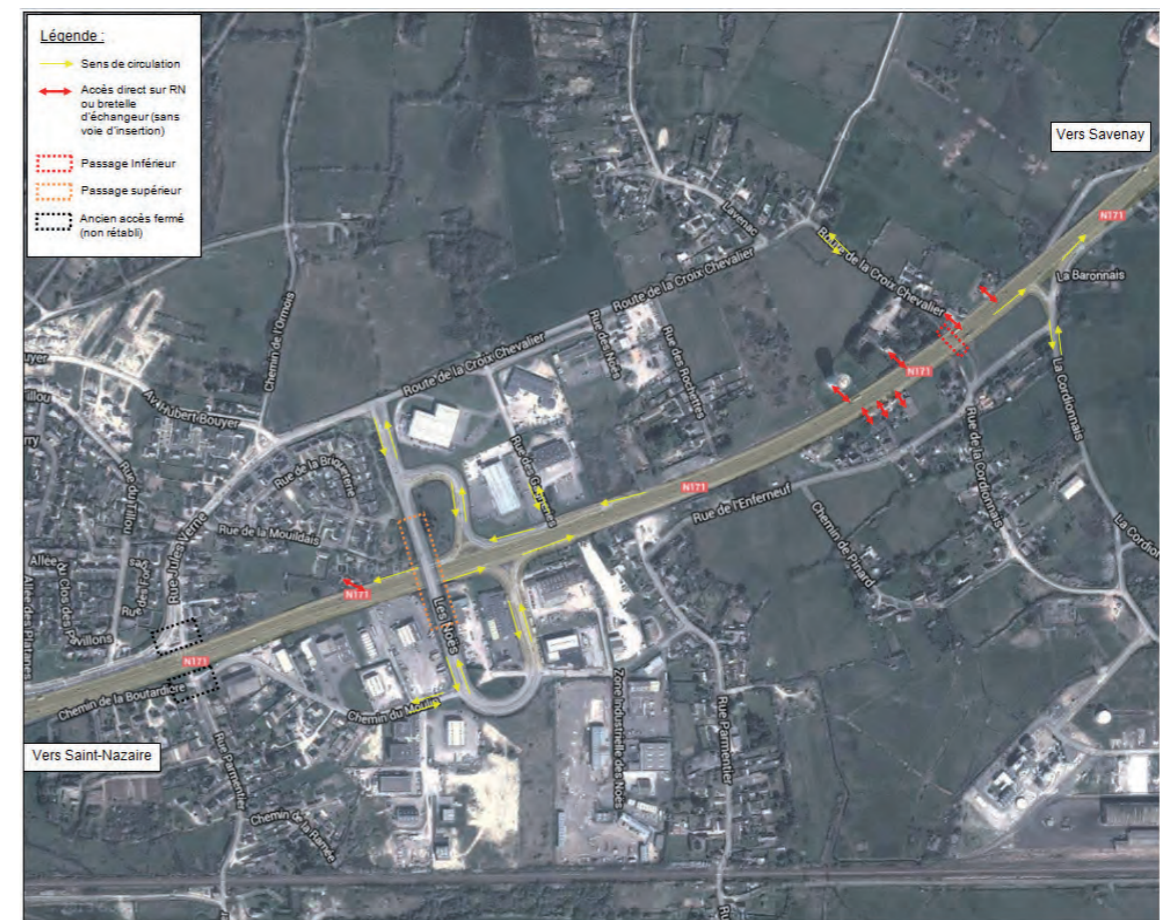 Légende :
Sens de circulation
Accès direct sur RN
ou bretelle
d'échangeur (sans
voie d'insertion)
Passage Inférieur
Passage supérieur
Ancien accès fermé
(non rétabli)
Vers Savenay
N171
Lavenac
Route de la Croix Chevalier
La Baronnais
Route de la Croix Chevalier
Rue des Noës
Chemin de l'Ormois
Rue des Rochettes
N171
Route de la Croix Chevalier
La Cordionnais
Av. Hubert Bouyer
Rue de la Cordionnais
Rue de la Briqueterie
Rue des Guignenes
N171
Rue de l'Enferneuf
Rue Jules Verne
Rue de la Mouildais
Chemin de Pinard
La Cordion
Allée
du Clos des Pavillons
Allée des Platanes
N171
Les Noës
N171
Chemin de la Boutardière
Chemin du Moulin
Zone Industrielle des Noës
Rue Parmentier
Vers Saint-Nazaire
Rue Parmentier
Chemin de la Ramée